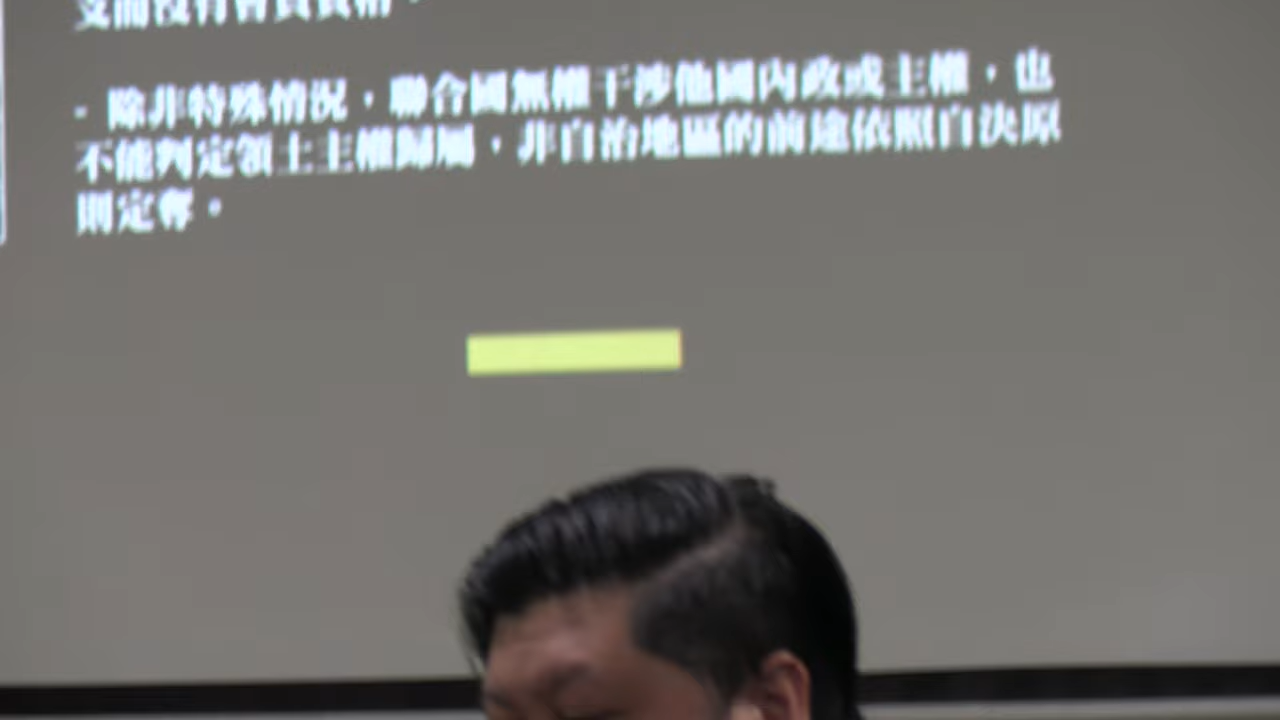 - 除非特殊情況，聯合國無權干涉他國內政或主權，也
不能判定領土主權歸屬，非自治地區的前途依照自決原
則定奪。